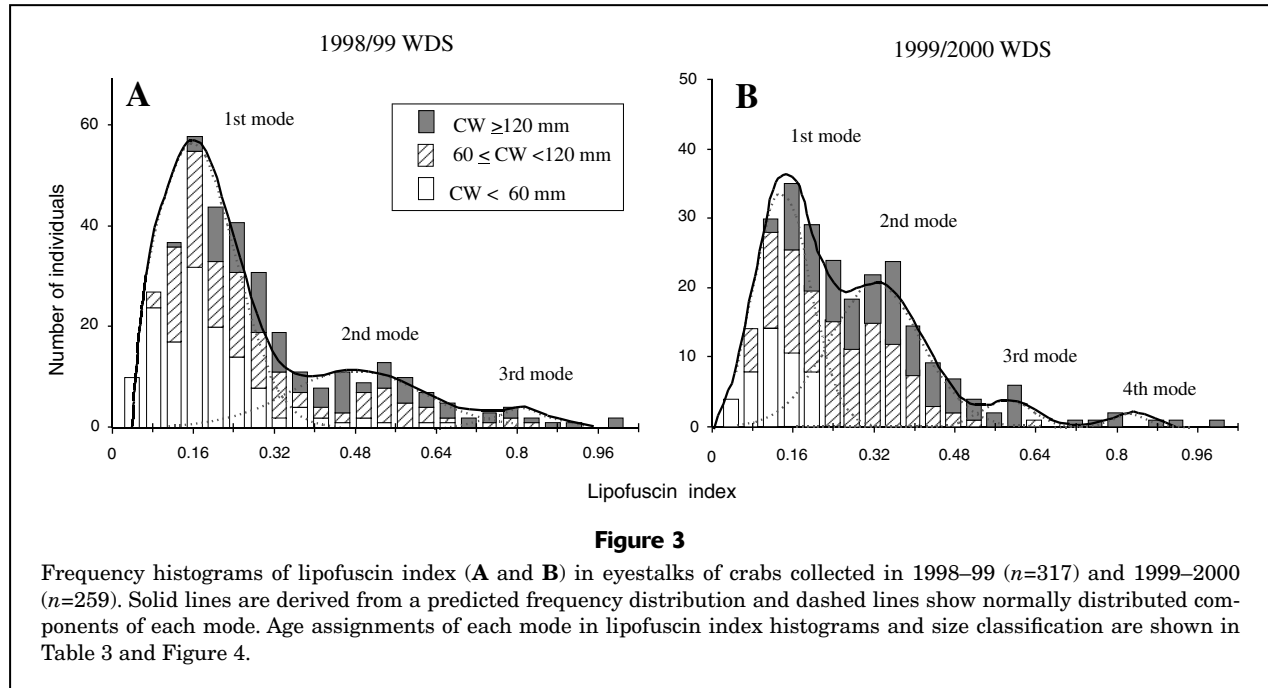 1998/99 WDS
1999/2000 WDS
A
60
40
20
0
Number of individuals
1st mode
2nd mode
3rd mode
CW ≥120 mm
60 ≤ CW <120 mm
CW < 60 mm
0
0.16
0.32
0.48
0.64
0.8
0.96
B
50
40
30
20
10
0
1st mode
2nd mode
3rd mode
4th mode
0
0.16
0.32
0.48
0.64
0.8
0.96
Lipofuscin index
Figure 3
Frequency histograms of lipofuscin index (A and B) in eyestalks of crabs collected in 1998–99 (n=317) and 1999–2000
(n=259). Solid lines are derived from a predicted frequency distribution and dashed lines show normally distributed com-
ponents of each mode. Age assignments of each mode in lipofuscin index histograms and size classification are shown in
Table 3 and Figure 4.